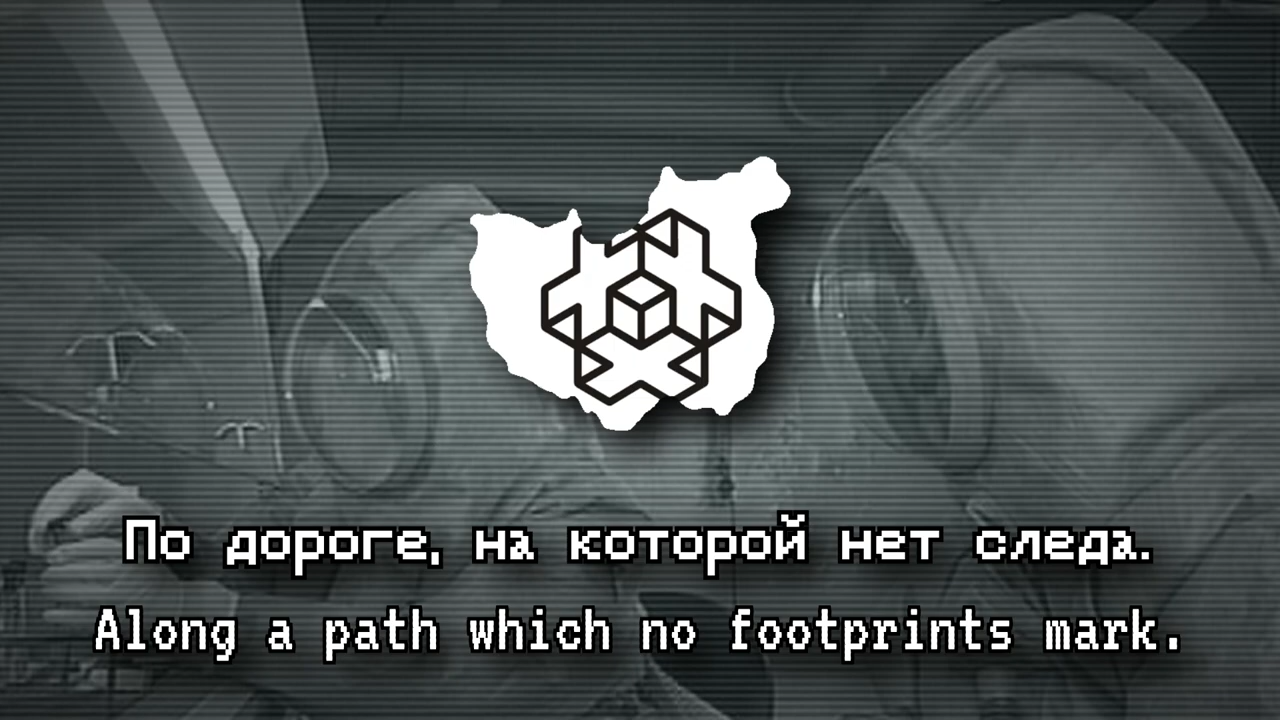 По дороге, на которой нет следа.
Along a path which no footprints mark.